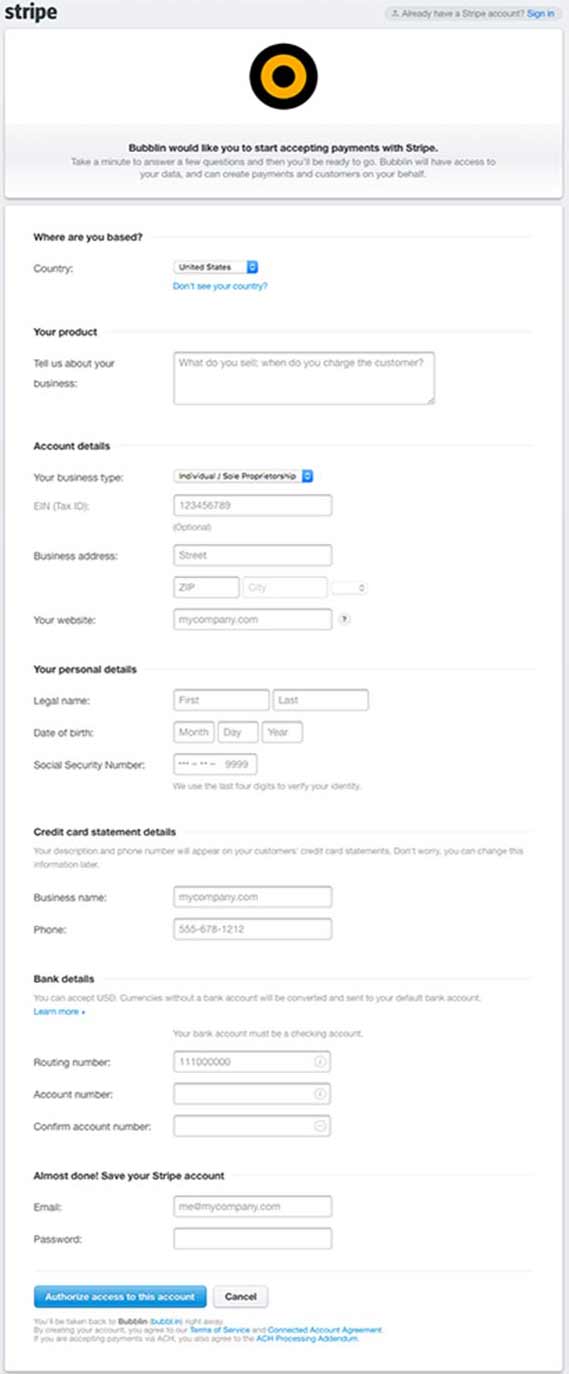 stripe
Already have a Stripe account? Sign in
Bubblin would like you to start accepting payments with Stripe.
Take a minute to answer a few questions and then you'll be ready to go. Bubblin will have access to
your data, and can create payments and customers on your behalf.
Where are you based?
Country:
United States
Don't see your country?
Your product
Tell us about your
business:
What do you sell; when do you charge the customer?
Account details
Your business type:
Individual / Sole Proprietorship
EIN (Tax ID):
123456789
(Optional)
Business address:
Street
ZIP
City
Your website:
mycompany.com
?
Your personal details
Legal name:
First
Last
Date of birth:
Month
Day
Year
Social Security Number:
••• – •• – 9999
We use the last four digits to verify your identity.
Credit card statement details
Your description and phone number will appear on your customers' credit card statements. Don't worry, you can change this
information later.
Business name:
mycompany.com
Phone:
555-678-1212
Bank details
You can accept USD. Currencies without a bank account will be converted and sent to your default bank account.
Learn more ▸
Your bank account must be a checking account.
Routing number:
111000000
Account number:
Confirm account number:
Almost done! Save your Stripe account
Email:
me@mycompany.com
Password:
Authorize access to this account
Cancel
You'll be taken back to Bubblin (bubbl.in) right away.
By creating your account, you agree to our Terms of Service and Connected Account Agreement.
If you are accepting payments via ACH, you also agree to the ACH Processing Addendum.